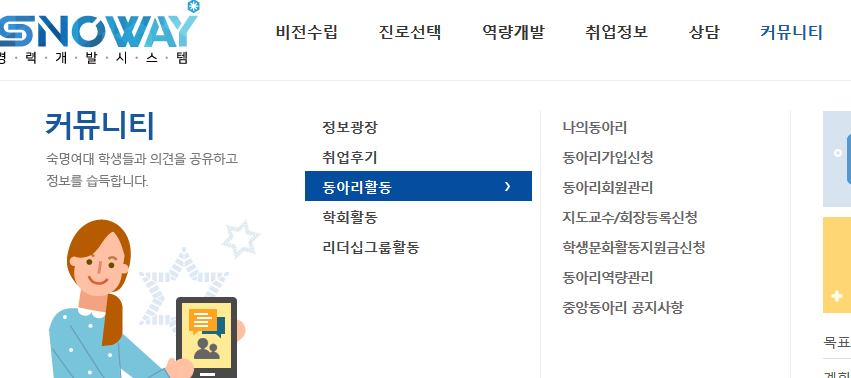 SNOWAY
명·력·개·발·시·스·템
비전수립 진로선택 역량개발 취업정보 상담 커뮤니티
커뮤니티
숙명여대 학생들과 의견을 공유하고
정보를 습득합니다.
정보광장
취업후기
동아리활동
학회활동
리더십그룹활동
나의동아리
동아리가입신청
동아리회원관리
지도교수/회장등록신청
학생문화활동지원금신청
동아리역량관리
중앙동아리 공지사항
목표